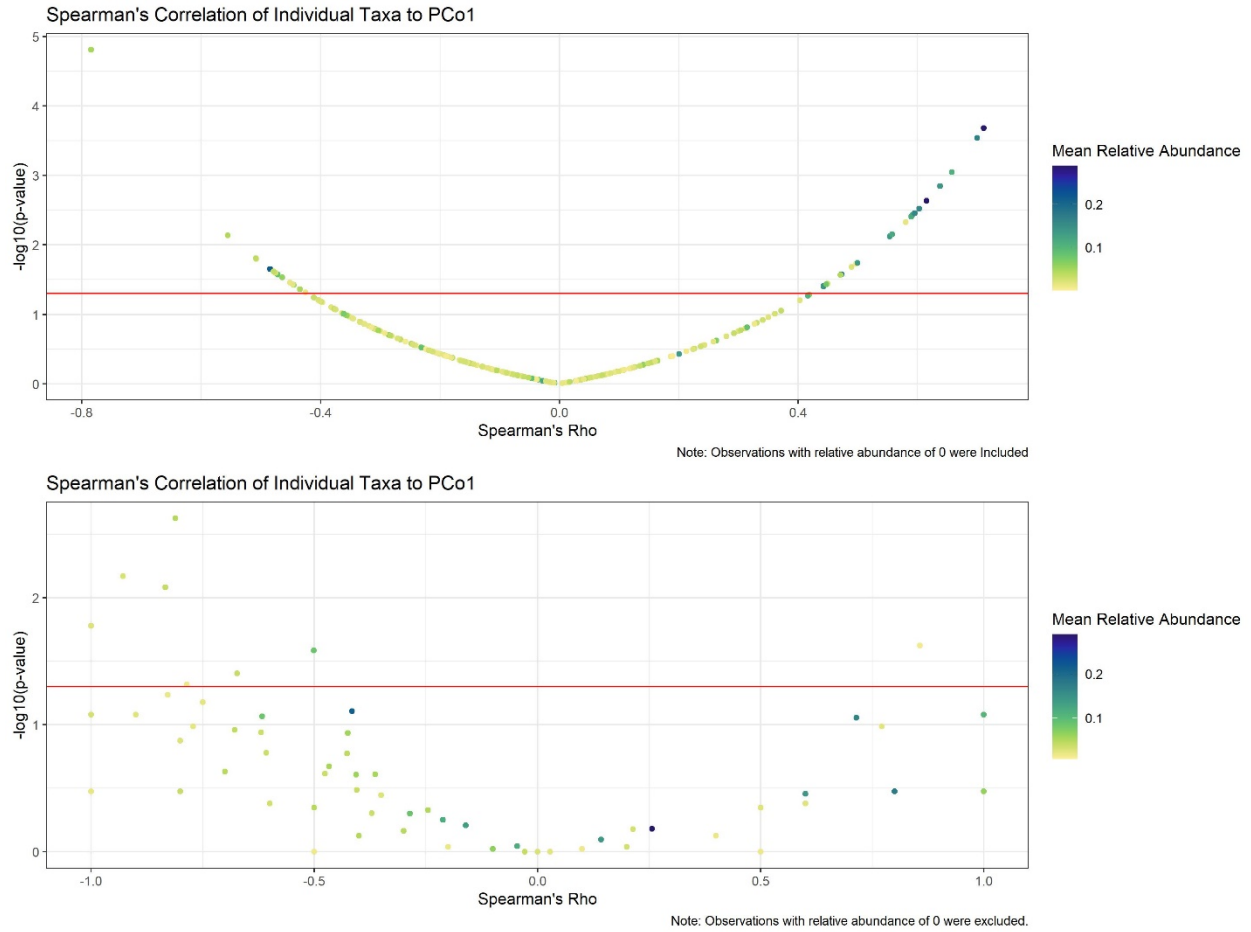 Spearman's Correlation of Individual Taxa to PCo1
5
4
3
2
1
0
-log10(p-value)
-0.8
-0.4
0.0
0.4
Spearman's Rho
Note: Observations with relative abundance of 0 were Included
Mean Relative Abundance
0.2
0.1
Spearman's Correlation of Individual Taxa to PCo1
2
1
0
-log10(p-value)
-1.0
-0.5
0.0
0.5
1.0
Spearman's Rho
Note: Observations with relative abundance of 0 were excluded.
Mean Relative Abundance
0.2
0.1